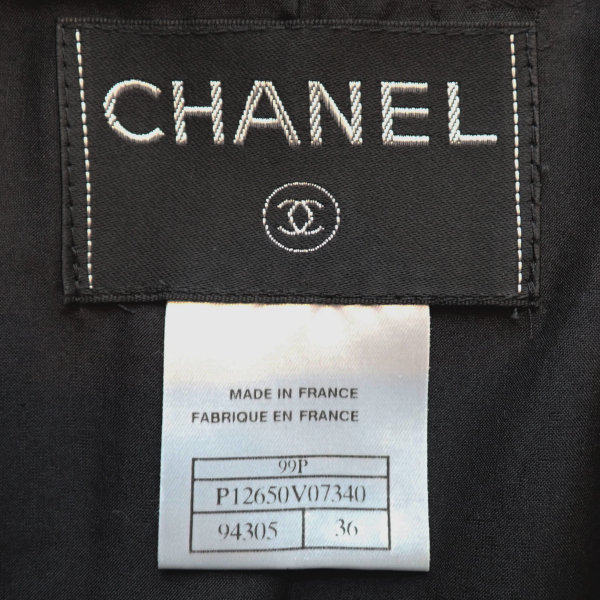 CHANEL
MADE IN FRANCE
FABRIQUE EN FRANCE
99P
P12650V07340
94305 36